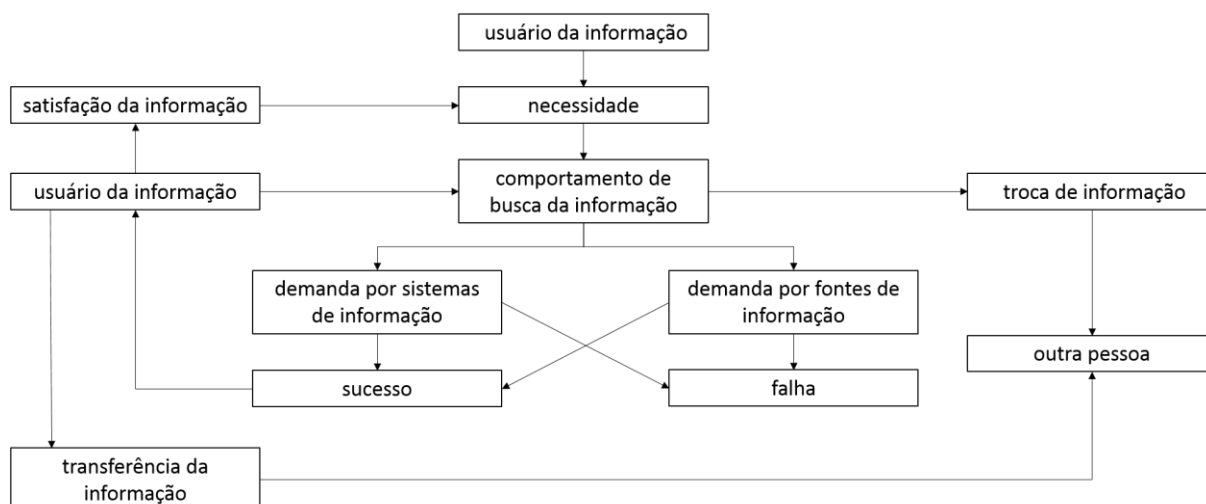 usuário da informação
satisfação da informação
necessidade
usuário da informação
comportamento de
busca da informação
troca de informação
demanda por sistemas
de informação
demanda por fontes de
informação
outra pessoa
sucesso
falha
transferência da
informação